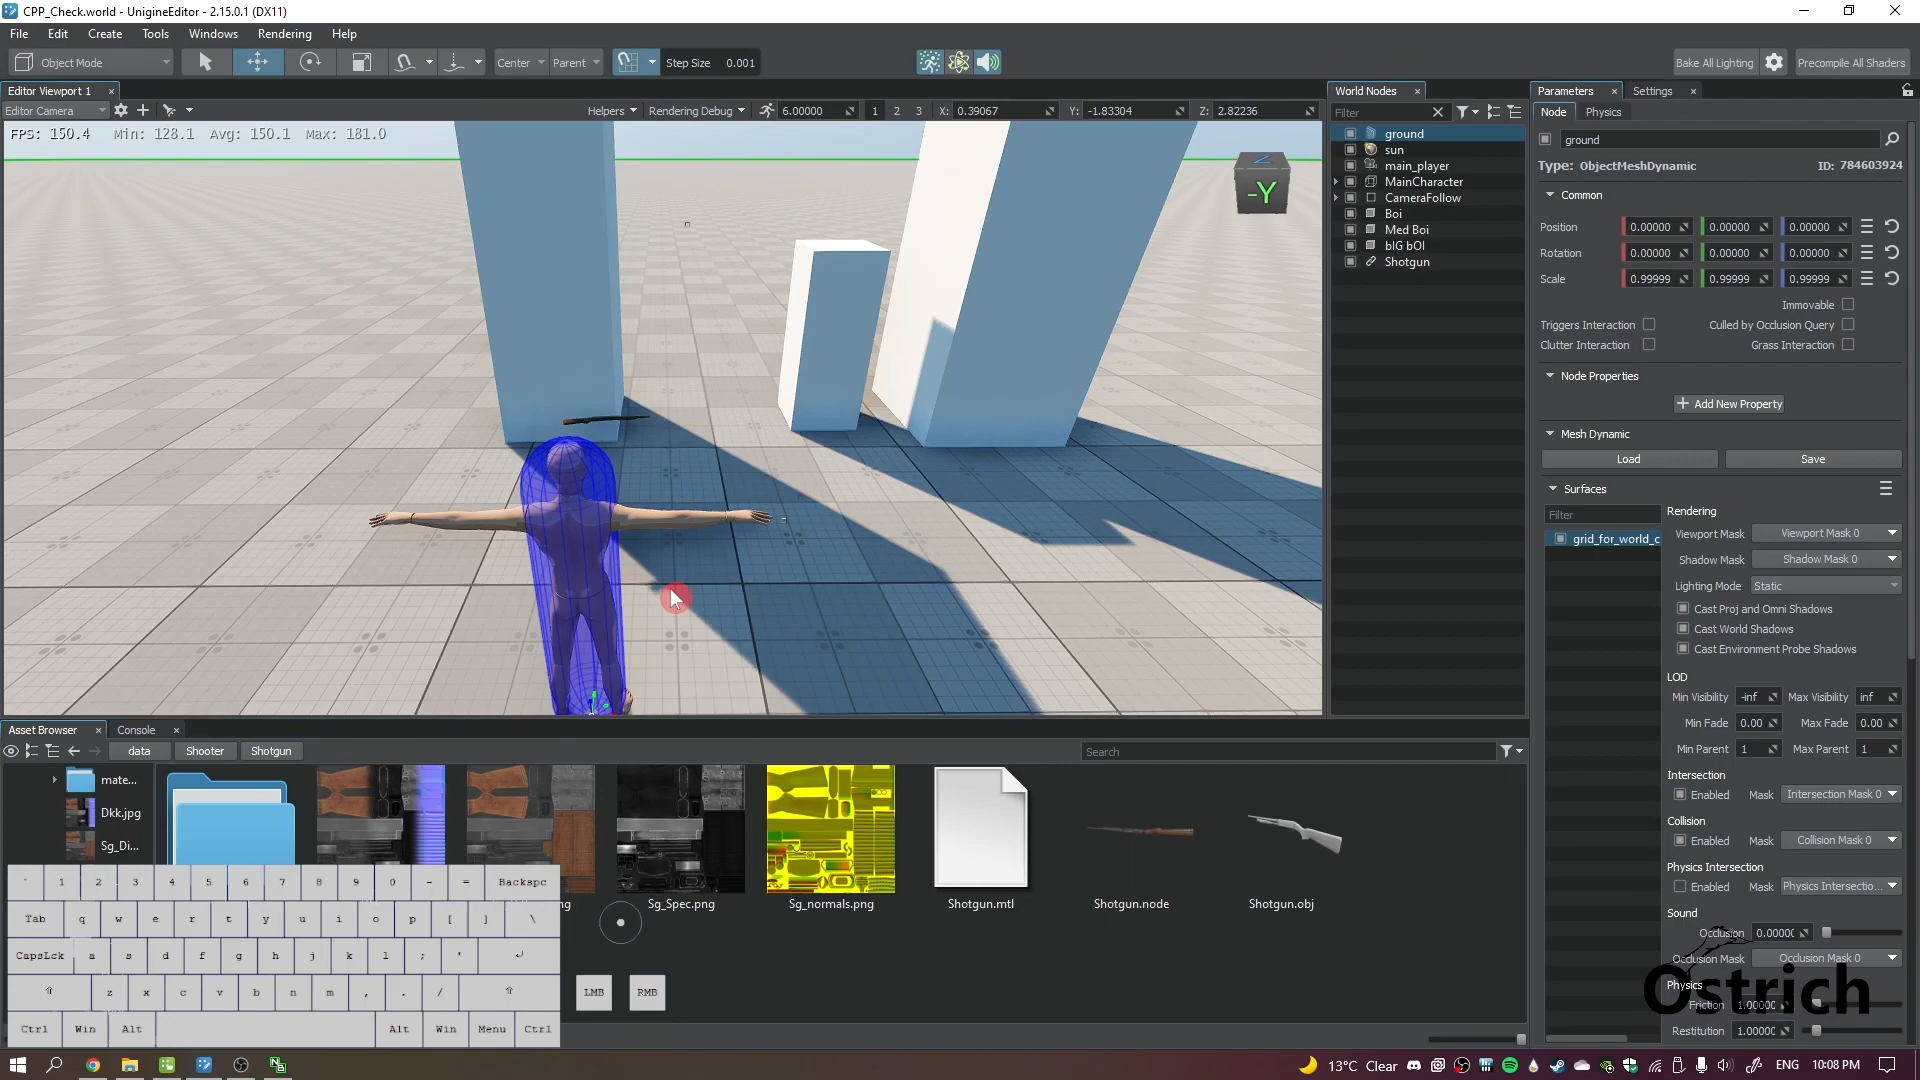 CPP_Check.world - UnigineEditor - 2.15.0.1 (DX11)
File Edit Create Tools Windows Rendering Help
Object Mode Center Parent Step Size 0.001 Bake All Lighting Precompile All Shaders
Editor Viewport 1
Editor Camera Helpers Rendering Debug 6.00000 1 2 3 X: 0.39067 Y: -1.83304 Z: 2.82236
FPS: 150.4 Min: 128.1 Avg: 150.1 Max: 181.0
Z
-Y
World Nodes
Filter
ground
sun
main_player
MainCharacter
CameraFollow
Boi
Med Boi
bIG bOI
Shotgun
Parameters Settings
Node Physics
ground
Type: ObjectMeshDynamic ID: 784603924
Common
Position 0.00000 0.00000 0.00000
Rotation 0.00000 0.00000 0.00000
Scale 0.99999 0.99999 0.99999
Immovable
Triggers Interaction Culled by Occlusion Query
Clutter Interaction Grass Interaction
Node Properties
Add New Property
Mesh Dynamic
Load Save
Surfaces
Filter
grid_for_world_c
Rendering
Viewport Mask Viewport Mask 0
Shadow Mask Shadow Mask 0
Lighting Mode Static
Cast Proj and Omni Shadows
Cast World Shadows
Cast Environment Probe Shadows
LOD
Min Visibility -inf Max Visibility inf
Min Fade 0.00 Max Fade 0.00
Min Parent 1 Max Parent 1
Intersection
Enabled Mask Intersection Mask 0
Collision
Enabled Mask Collision Mask 0
Physics Intersection
Enabled Mask Physics Intersectio...
Sound
Occlusion 0.0000(
Occlusion Mask Occlusion Mask 0
Physics
Friction 1.0000(
Restitution 1.0000(
Ostrich
Asset Browser Console
data Shooter Shotgun Search
mate...
Dkk.jpg
Sg_Di...
ng Sg_Spec.png Sg_normals.png Shotgun.mtl Shotgun.node Shotgun.obj
` 1 2 3 4 5 6 7 8 9 0 - = Backspc
Tab q w e r t y u i o p [ ] \
CapsLck a s d f g h j k l ; '
z x c v b n m , . /
Ctrl Win Alt Alt Win Menu Ctrl
LMB RMB
13°C Clear ENG 10:08 PM